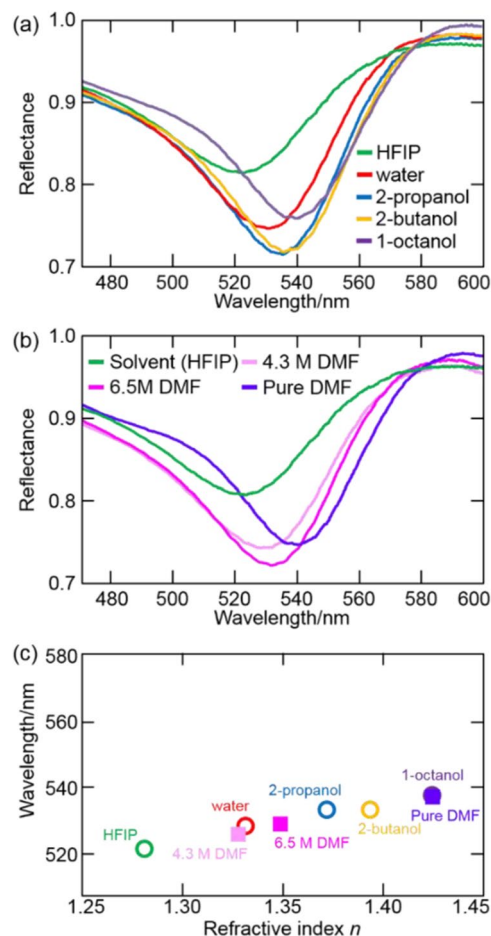 (a)
1.0
0.9
0.8
0.7
Reflectance
HFIP
water
2-propanol
2-butanol
1-octanol
480 500 520 540 560 580 600
Wavelength/nm
(b)
1.0
0.9
0.8
0.7
Reflectance
Solvent (HFIP) 4.3 M DMF
6.5M DMF Pure DMF
480 500 520 540 560 580 600
Wavelength/nm
(c)
580
560
540
520
Wavelength/nm
1-octanol
2-propanol
water
Pure DMF
2-butanol
HFIP
4.3 M DMF
6.5 M DMF
1.25 1.30 1.35 1.40 1.45
Refractive index n